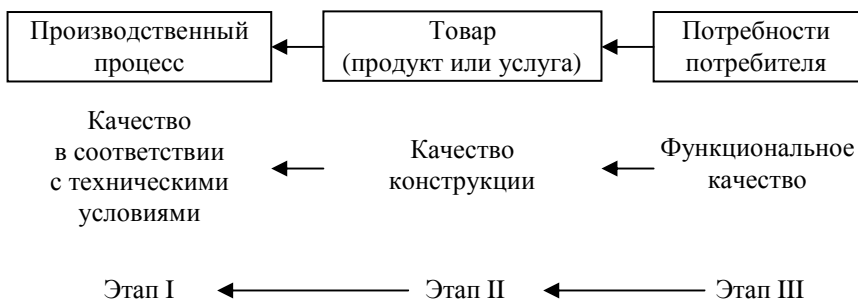 Производственный
процесс
Товар
(продукт или услуга)
Потребности
потребителя
Качество
в соответствии
с техническими
условиями
Качество
конструкции
Функциональное
качество
Этап I
Этап II
Этап III